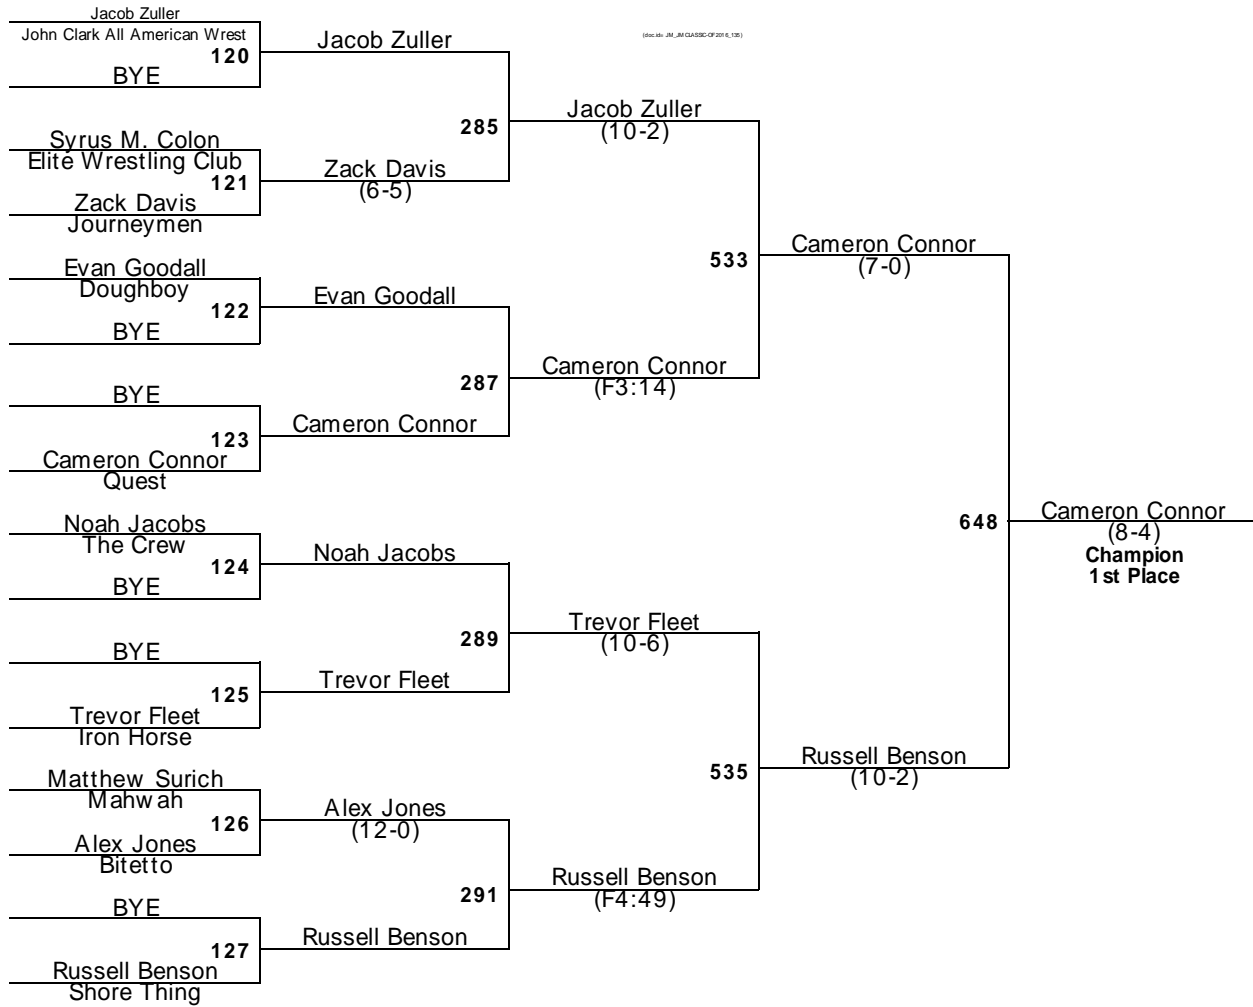 Jacob Zuller
John Clark All American Wrest
120
BYE
Jacob Zuller
Syrus M. Colon
Elite Wrestling Club
121
Zack Davis
Journeymen
Zack Davis
(6-5)
285
Jacob Zuller
(10-2)
Evan Goodall
Doughboy
122
BYE
Evan Goodall
BYE
123
Cameron Connor
Quest
Cameron Connor
287
Cameron Connor
(F3:14)
533
Cameron Connor
(7-0)
Noah Jacobs
The Crew
124
BYE
Noah Jacobs
BYE
125
Trevor Fleet
Iron Horse
Trevor Fleet
289
Trevor Fleet
(10-6)
Matthew Surich
Mahwah
126
Alex Jones
Bitetto
Alex Jones
(12-0)
BYE
127
Russell Benson
Shore Thing
Russell Benson
291
Russell Benson
(F4:49)
535
Russell Benson
(10-2)
648
Cameron Connor
(8-4)
Champion
1st Place